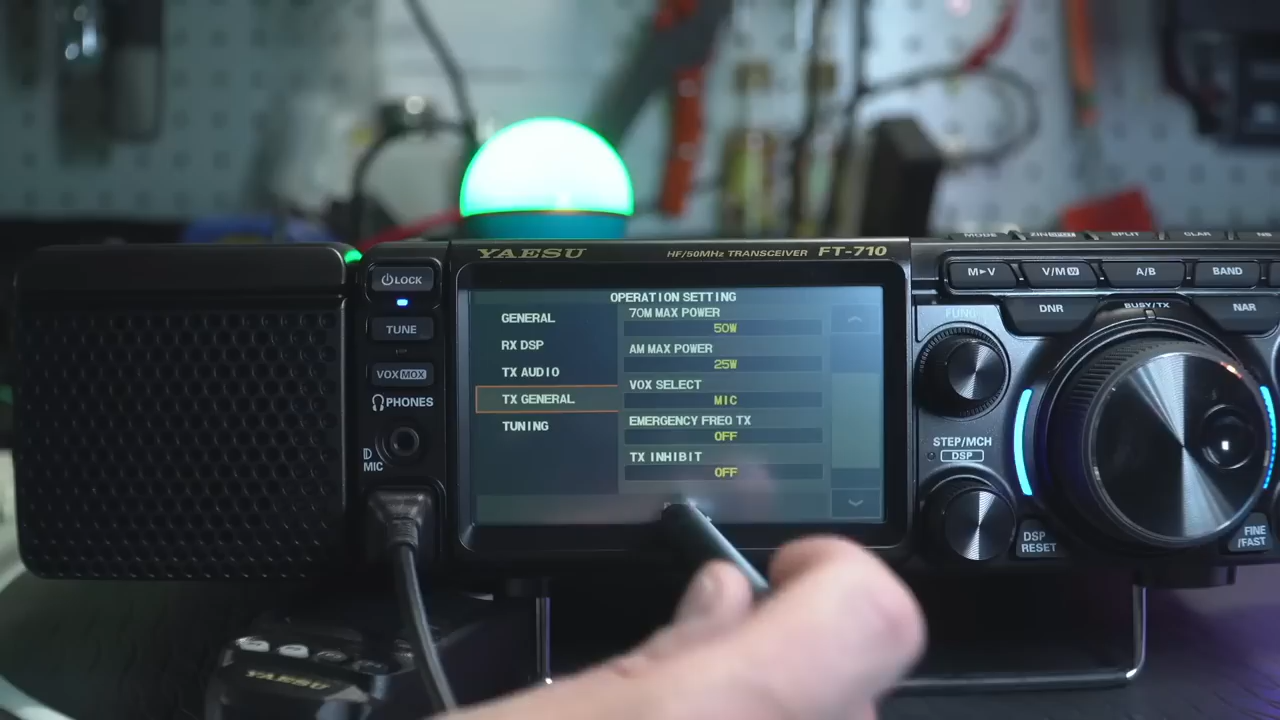 YAESU HF/50MHz TRANSCEIVER FT-710
LOCK
TUNE
VOX MOX
PHONES
MIC
OPERATION SETTING
GENERAL
RX DSP
TX AUDIO
TX GENERAL
TUNING
70M MAX POWER
50W
AM MAX POWER
25W
VOX SELECT
MIC
EMERGENCY FREQ TX
OFF
TX INHIBIT
OFF
MODE
SPLIT
CLAR
M►V
V/M W
A/B
BAND
DNR
BUSY/TX
NAR
FUNC
STEP/MCH
DSP
DSP
RESET
FINE
/FAST
YAESU